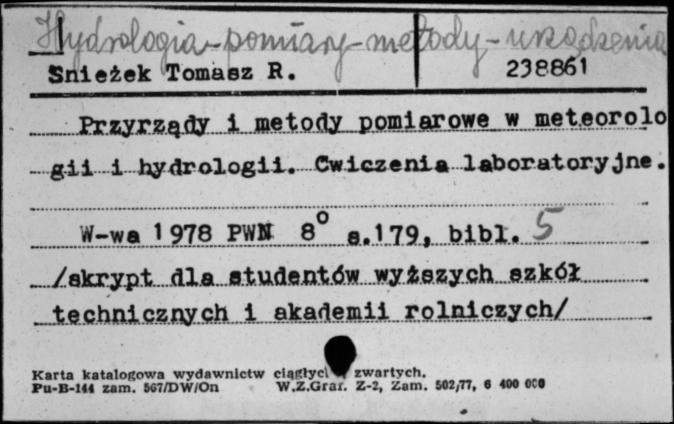 Hydrologia-pomiary-metody-urządzenia
Snieżek Tomasz R. 238861
Przyrządy i metody pomiarowe w meteorolo
gii i hydrologii. Cwiczenia laboratoryjne.
W-wa 1978 PWN 8° s.179, bibl. 5
/skrypt dla studentów wyższych szkół
technicznych i akademii rolniczych/
Karta katalogowa wydawnictw ciągłyc zwartych.
Pu-B-144 zam. 567/DW/On W.Z.Graf. Z-2, Zam. 502/77, 6 400 000